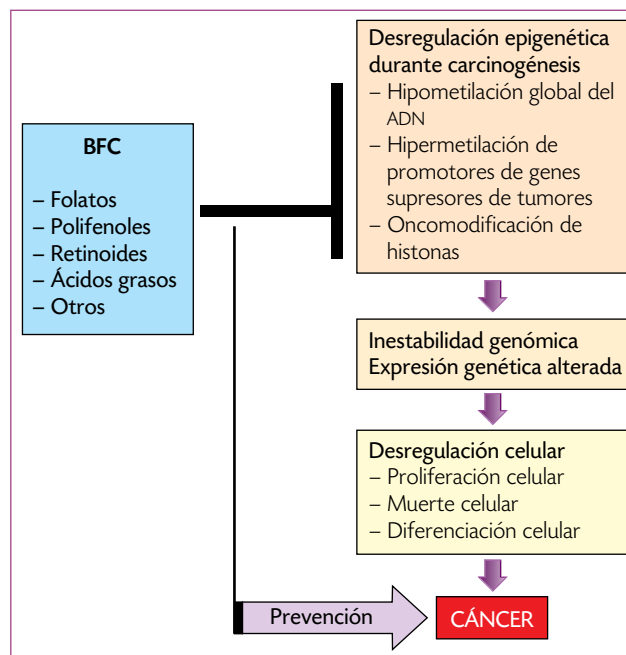 BFC
– Folatos
– Polifenoles
– Retinoides
– Ácidos grasos
– Otros
Desregulación epigenética
durante carcinogénesis
– Hipometilación global del
ADN
– Hipermetilación de
promotores de genes
supresores de tumores
– Oncomodificación de
histonas
Inestabilidad genómica
Expresión genética alterada
Desregulación celular
– Proliferación celular
– Muerte celular
– Diferenciación celular
Prevención
CÁNCER